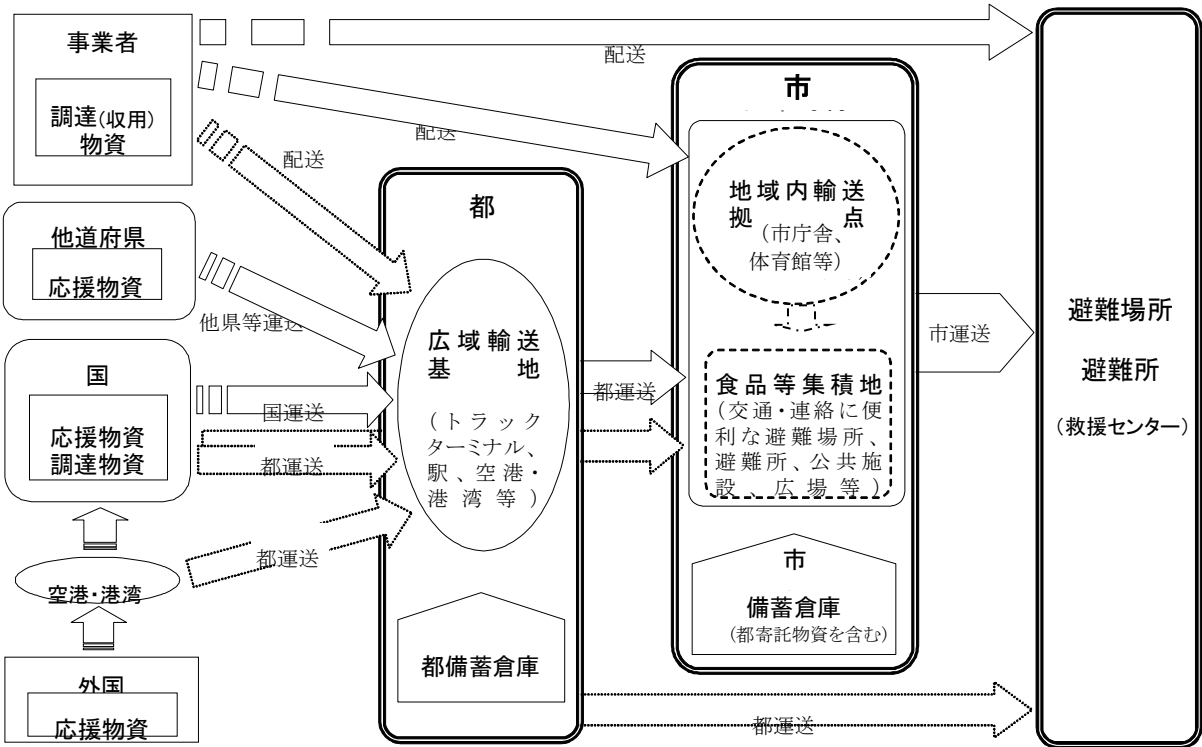 事業者
調達(収用)
物資
他道府県
応援物資
国
応援物資
調達物資
空港・港湾
外国
応援物資
配送
配送
配送
他県等運送
国運送
都運送
都運送
都
広域輸送
基地
(トラック
ターミナル、
駅、空港・
港湾等)
都備蓄倉庫
都運送
都運送
市
地域内輸送
拠点
(市庁舎、
体育館等)
食品等集積地
(交通・連絡に便
利な避難場所、
避難所、公共施
設、広場等)
市
備蓄倉庫
(都寄託物資を含む)
市運送
避難場所
避難所
(救援センター)